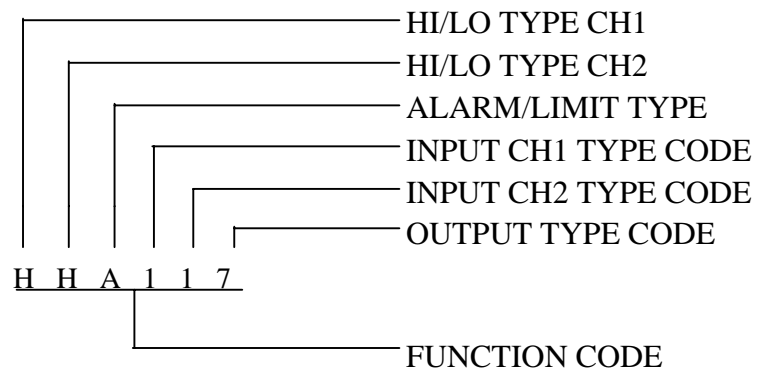 HI/LO TYPE CH1
HI/LO TYPE CH2
ALARM/LIMIT TYPE
INPUT CH1 TYPE CODE
INPUT CH2 TYPE CODE
OUTPUT TYPE CODE
H H A 1 1 7
FUNCTION CODE